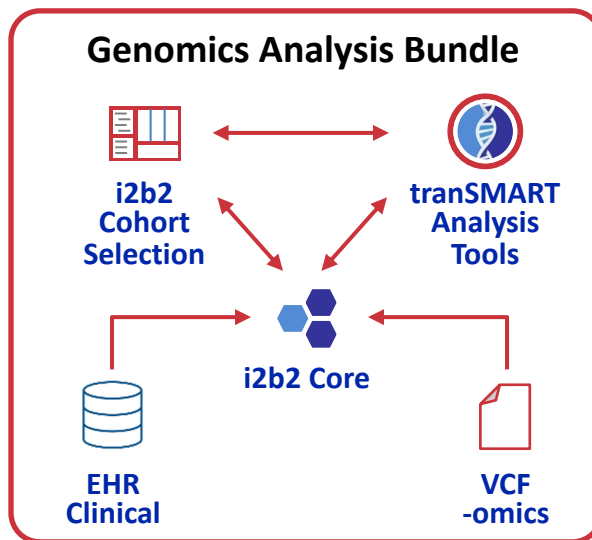 Genomics Analysis Bundle
i2b2
Cohort
Selection
tranSMART
Analysis
Tools
i2b2 Core
EHR
Clinical
VCF
-omics